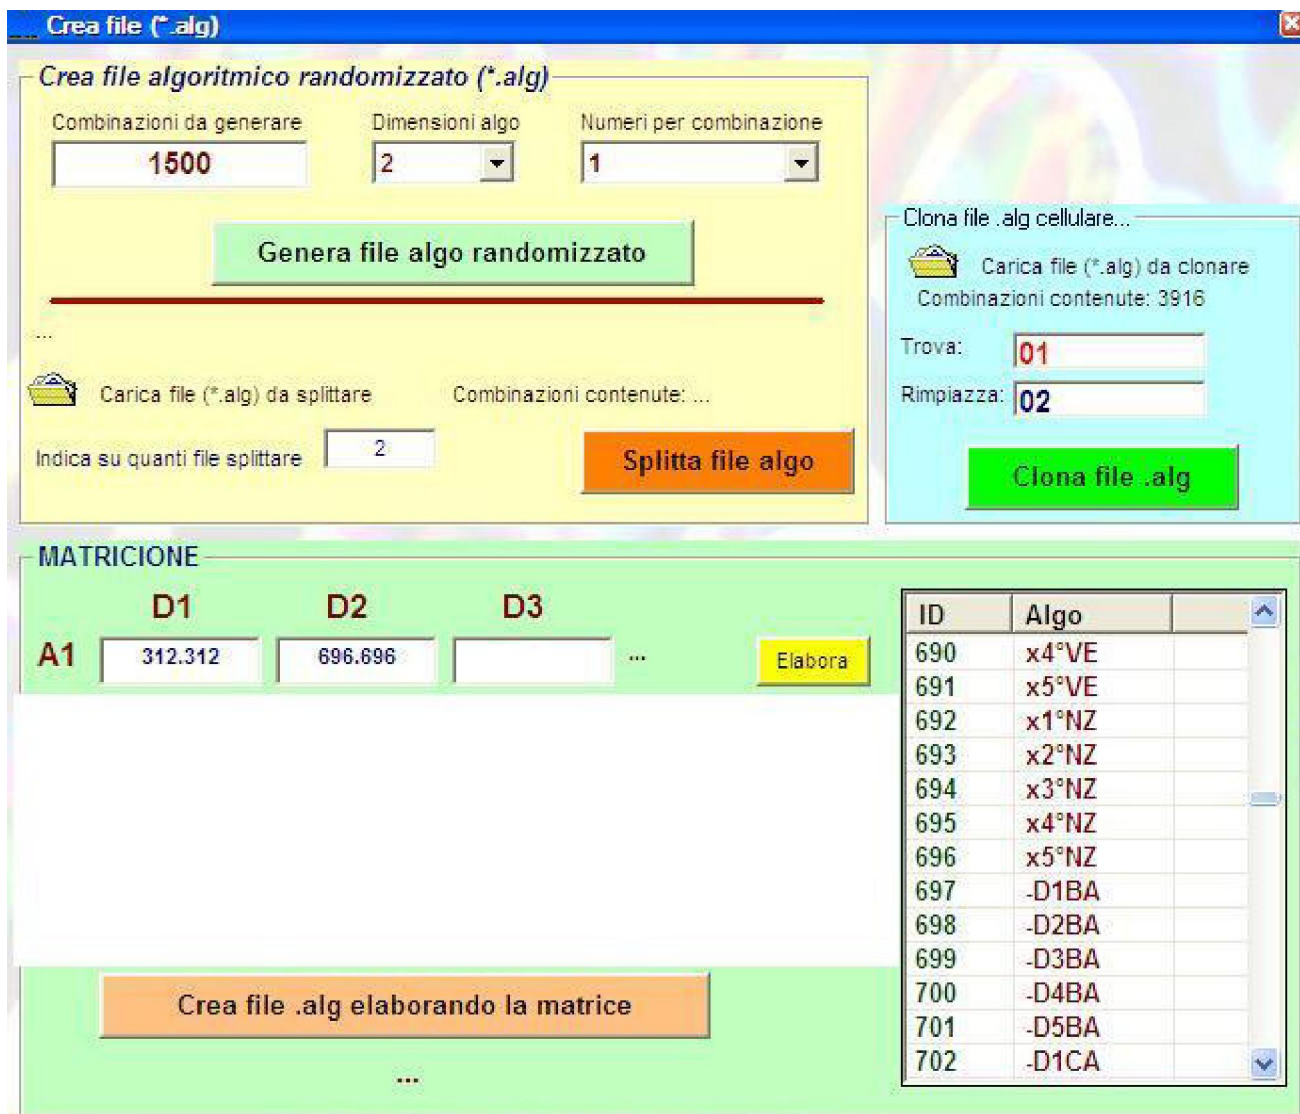 Crea file (*.alg)
Crea file algoritmico randomizzato (*.alg)
Combinazioni da generare Dimensioni algo Numeri per combinazione
1500 2 1
Genera file algo randomizzato
...
Carica file (*.alg) da splittare Combinazioni contenute: ...
Indica su quanti file splittare 2
Splitta file algo
Clona file .alg cellulare...
Carica file (*.alg) da clonare
Combinazioni contenute: 3916
Trova: 01
Rimpiazza: 02
Clona file .alg
MATRICIONE
D1 D2 D3
A1 312.312 696.696 ... Elabora
Crea file .alg elaborando la matrice
...
ID Algo
690 x4°VE
691 x5°VE
692 x1°NZ
693 x2°NZ
694 x3°NZ
695 x4°NZ
696 x5°NZ
697 -D1BA
698 -D2BA
699 -D3BA
700 -D4BA
701 -D5BA
702 -D1CA